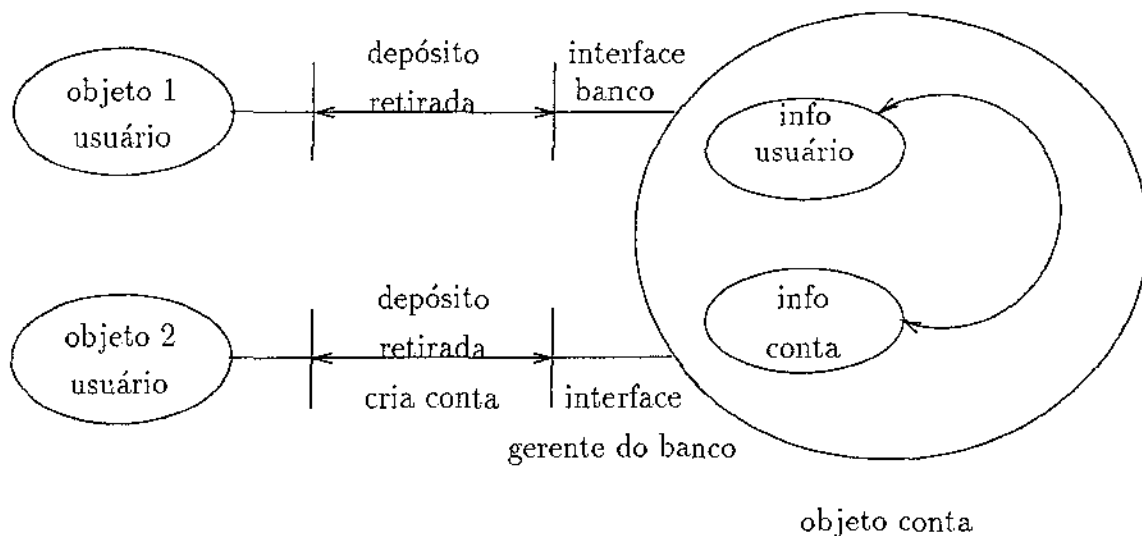 objeto 1
usuário
depósito
retirada
interface
banco
info
usuário
objeto 2
usuário
depósito
retirada
cria conta
interface
gerente do banco
info
conta
objeto conta